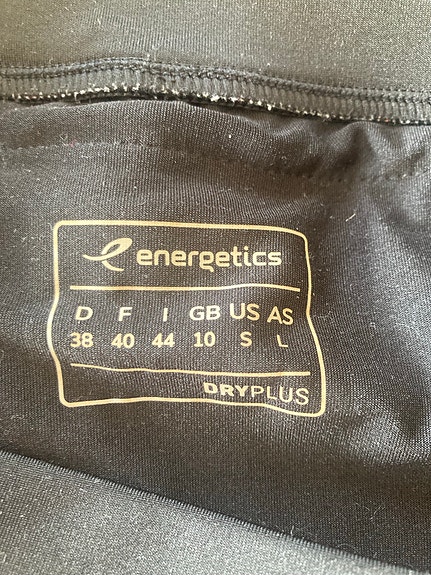 energetics
D F I GB US AS
38 40 44 10 S L
DRYPLUS